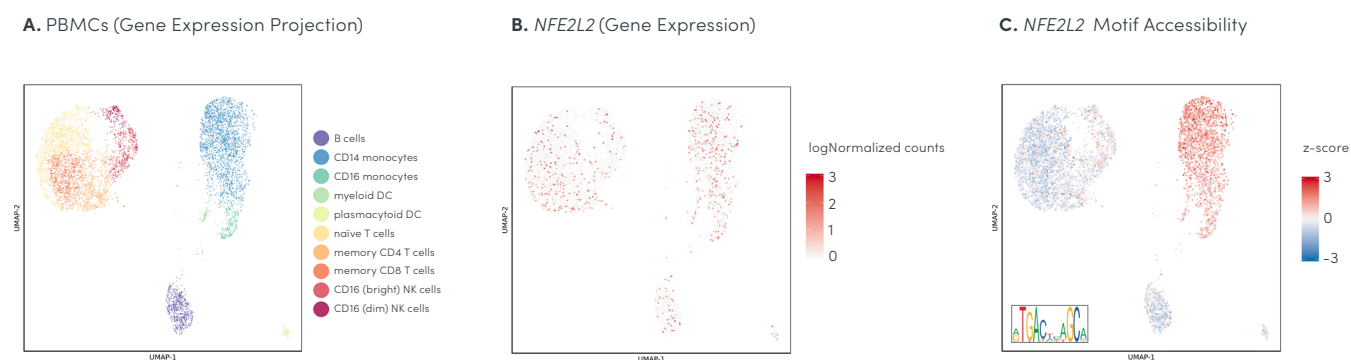 A. PBMCs (Gene Expression Projection)
B. NFE2L2 (Gene Expression)
C. NFE2L2 Motif Accessibility
UMAP-2
UMAP-1
B cells
CD14 monocytes
CD16 monocytes
myeloid DC
plasmacytoid DC
naïve T cells
memory CD4 T cells
memory CD8 T cells
CD16 (bright) NK cells
CD16 (dim) NK cells
UMAP-2
UMAP-1
logNormalized counts
3
2
1
0
UMAP-2
UMAP-1
TGAC
GC
z-score
3
0
-3